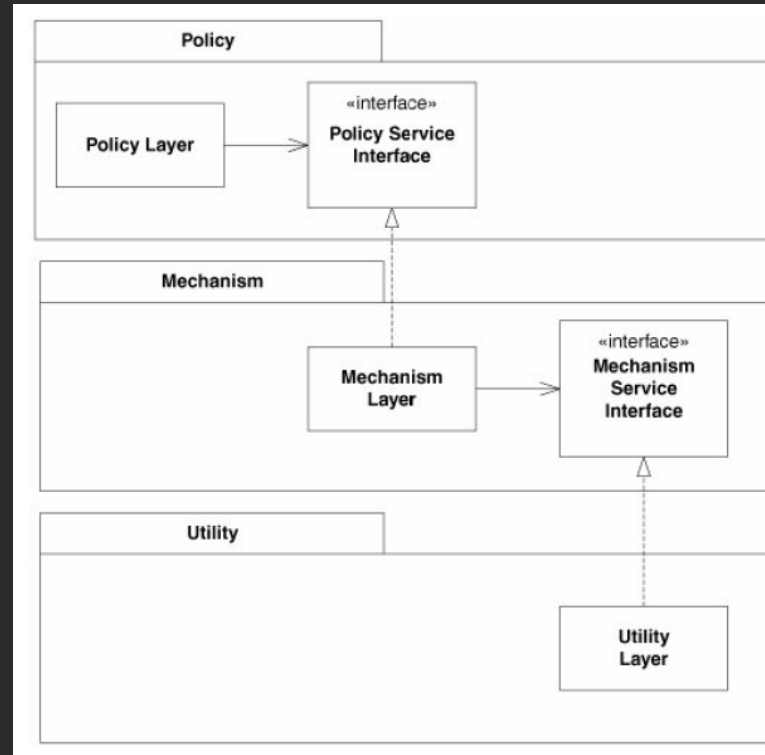 Policy
«interface»
Policy Layer
Policy Service
Interface
Mechanism
«interface»
Mechanism
Layer
Mechanism
Service
Interface
Utility
Utility
Layer